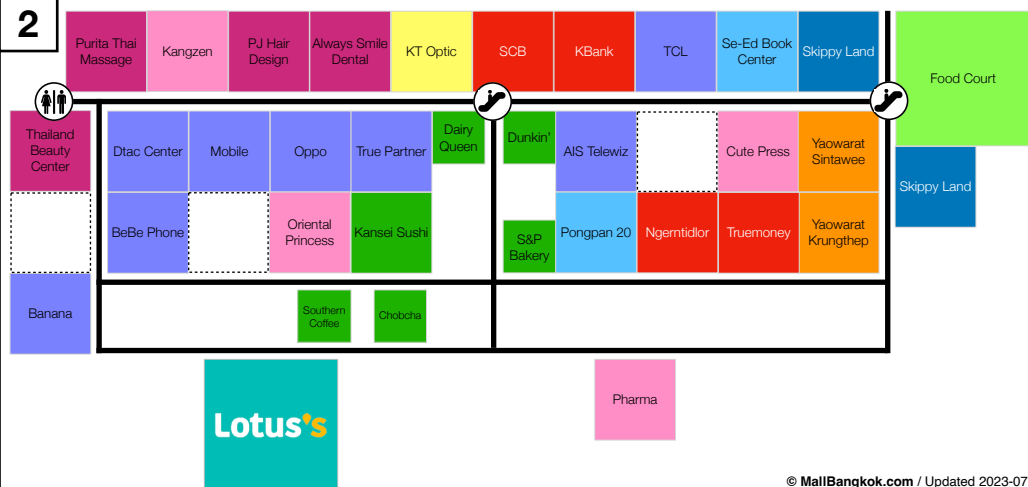 2
Purita Thai
Massage
Kangzen
PJ Hair
Design
Always Smile
Dental
KT Optic
SCB
KBank
TCL
Se-Ed Book
Center
Skippy Land
Food Court
Thailand
Beauty
Center
Dtac Center
Mobile
Oppo
True Partner
Dairy
Queen
Dunkin'
AIS Telewiz
Cute Press
Yaowarat
Sintawee
Skippy Land
BeBe Phone
Oriental
Princess
Kansei Sushi
S&P
Bakery
Pongpan 20
Ngerntidlor
Truemoney
Yaowarat
Krungthep
Banana
Southern
Coffee
Chobcha
Lotus's
Pharma
© MallBangkok.com / Updated 2023-07